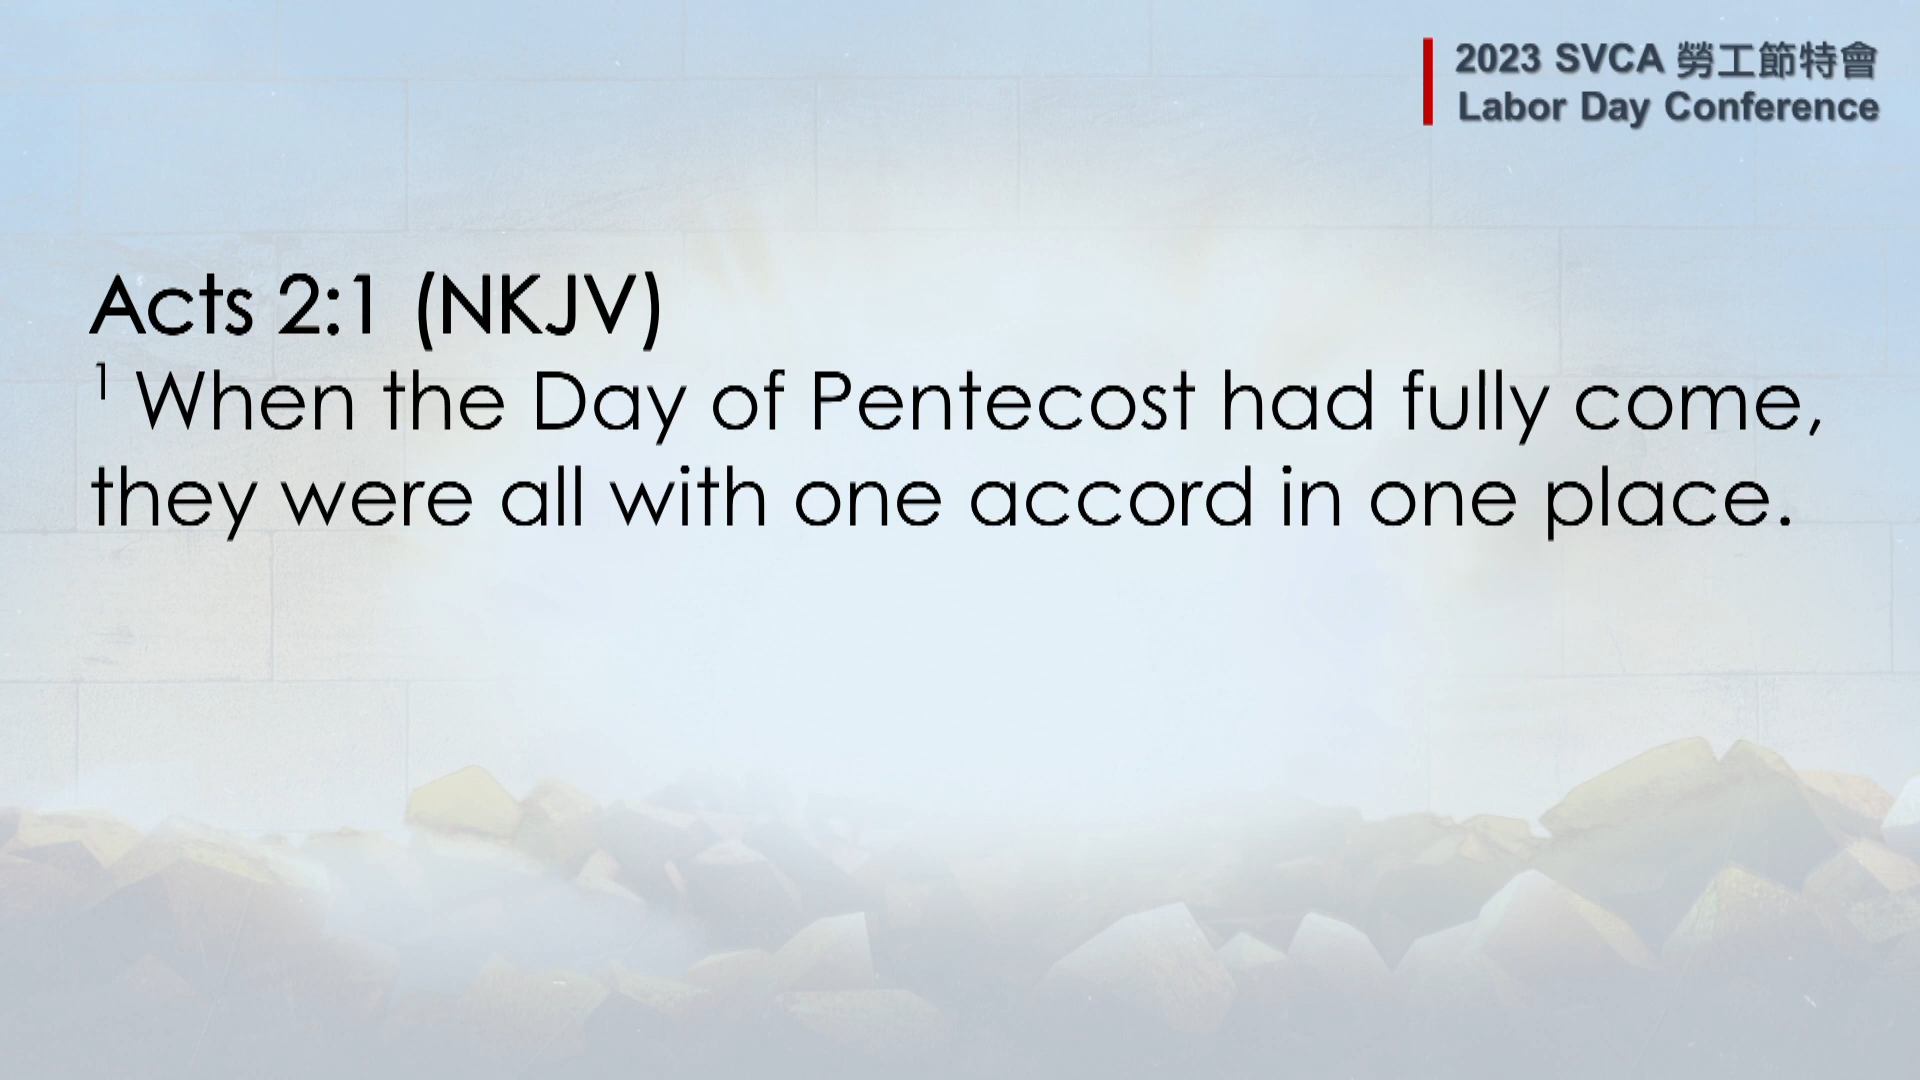 2023 SVCA 勞工節特會
Labor Day Conference
Acts 2:1 (NKJV)
1 When the Day of Pentecost had fully come,
they were all with one accord in one place.